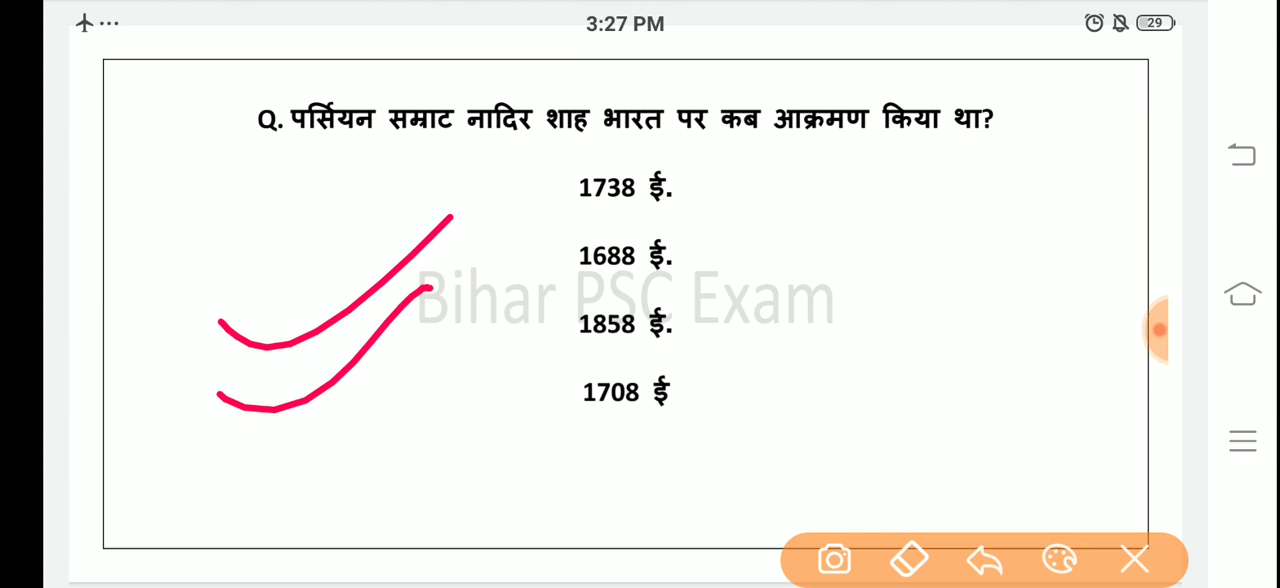 3:27 PM
29
Q. पर्सियन सम्राट नादिर शाह भारत पर कब आक्रमण किया था?
1738 ई.
1688 ई.
Bihar PSC Exam
1858 ई.
1708 ई